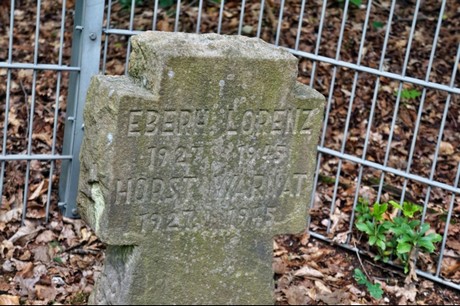 EBERH. LORENZ
1927 1945
HORST WARNAT
1927 1945